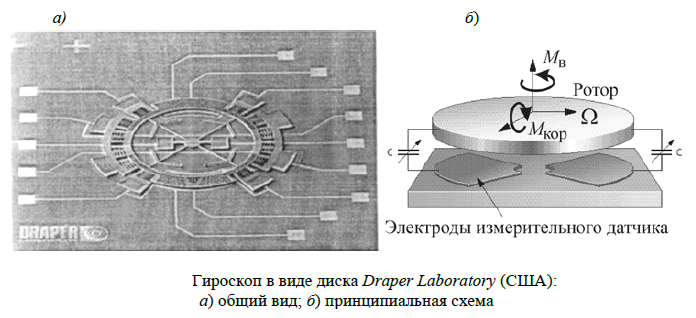 а)
б)
DRAPER
M в
Ротор
Ω
M кор
C
C
Электроды измерительного датчика
Гироскоп в виде диска Draper Laboratory (США):
а) общий вид; б) принципиальная схема